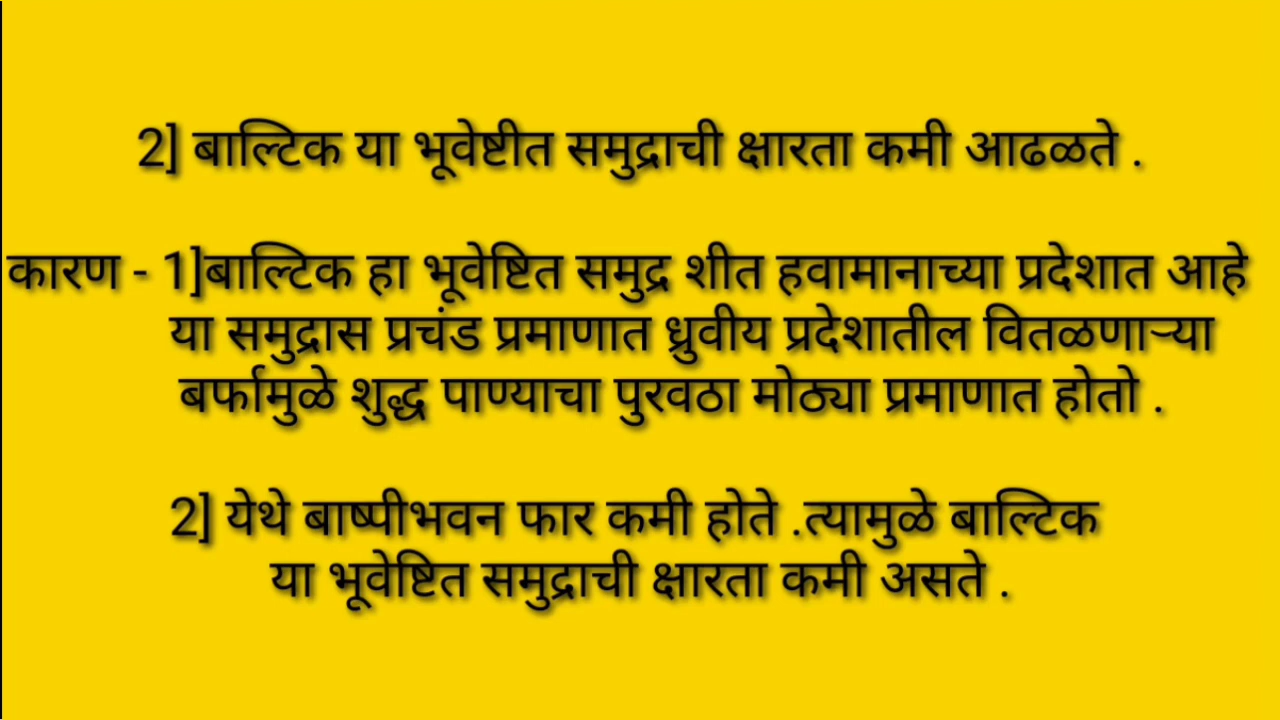 2] बाल्टिक या भूवेष्टीत समुद्राची क्षारता कमी आढळते .
कारण - 1]बाल्टिक हा भूवेष्टित समुद्र शीत हवामानाच्या प्रदेशात आहे
या समुद्रास प्रचंड प्रमाणात ध्रुवीय प्रदेशातील वितळणाऱ्या
बर्फामुळे शुद्ध पाण्याचा पुरवठा मोठ्या प्रमाणात होतो .
2] येथे बाष्पीभवन फार कमी होते .त्यामुळे बाल्टिक
या भूवेष्टित समुद्राची क्षारता कमी असते .